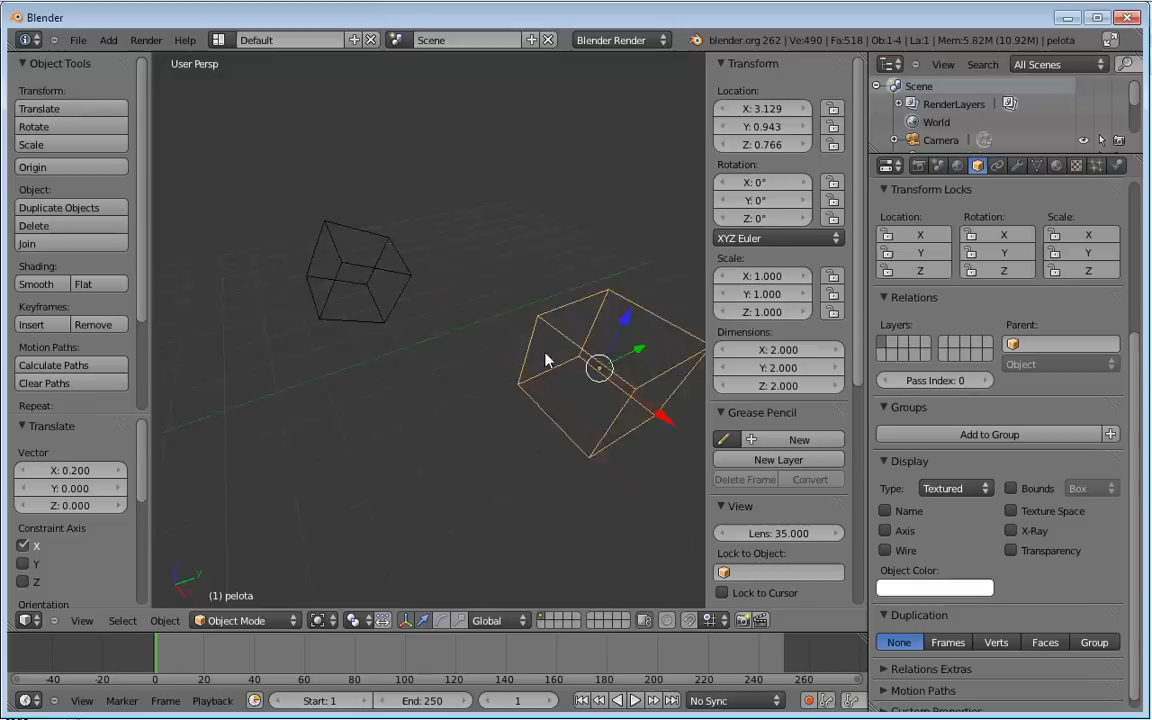 Blender
File Add Render Help Default Scene Blender Render blender.org 262 | Ve:490 | Fa:518 | Ob:1-4 | La:1 | Mem:5.82M (10.92M) | pelota
Object Tools
Transform:
Translate
Rotate
Scale
Origin
Object:
Duplicate Objects
Delete
Join
Shading:
Smooth Flat
Keyframes:
Insert Remove
Motion Paths:
Calculate Paths
Clear Paths
Repeat:
Translate
Vector
X: 0.200
Y: 0.000
Z: 0.000
Constraint Axis
X
Y
Z
Orientation
User Persp
(1) pelota
Transform
Location:
X: 3.129
Y: 0.943
Z: 0.766
Rotation:
X: 0°
Y: 0°
Z: 0°
XYZ Euler
Scale:
X: 1.000
Y: 1.000
Z: 1.000
Dimensions:
X: 2.000
Y: 2.000
Z: 2.000
Grease Pencil
New
New Layer
Delete Frame Convert
View
Lens: 35.000
Lock to Object:
Lock to Cursor
View Search All Scenes
Scene
RenderLayers
World
Camera
Transform Locks
Location: Rotation: Scale:
X X X
Y Y Y
Z Z Z
Relations
Layers: Parent:
Object
Pass Index: 0
Groups
Add to Group
Display
Type: Textured Bounds Box
Name Texture Space
Axis X-Ray
Wire Transparency
Object Color:
Duplication
None Frames Verts Faces Group
Relations Extras
Motion Paths
Custom Properties
View Select Object Object Mode Global
-40 -20 0 20 40 60 80 100 120 140 160 180 200 220 240 260
View Marker Frame Playback Start: 1 End: 250 1 No Sync